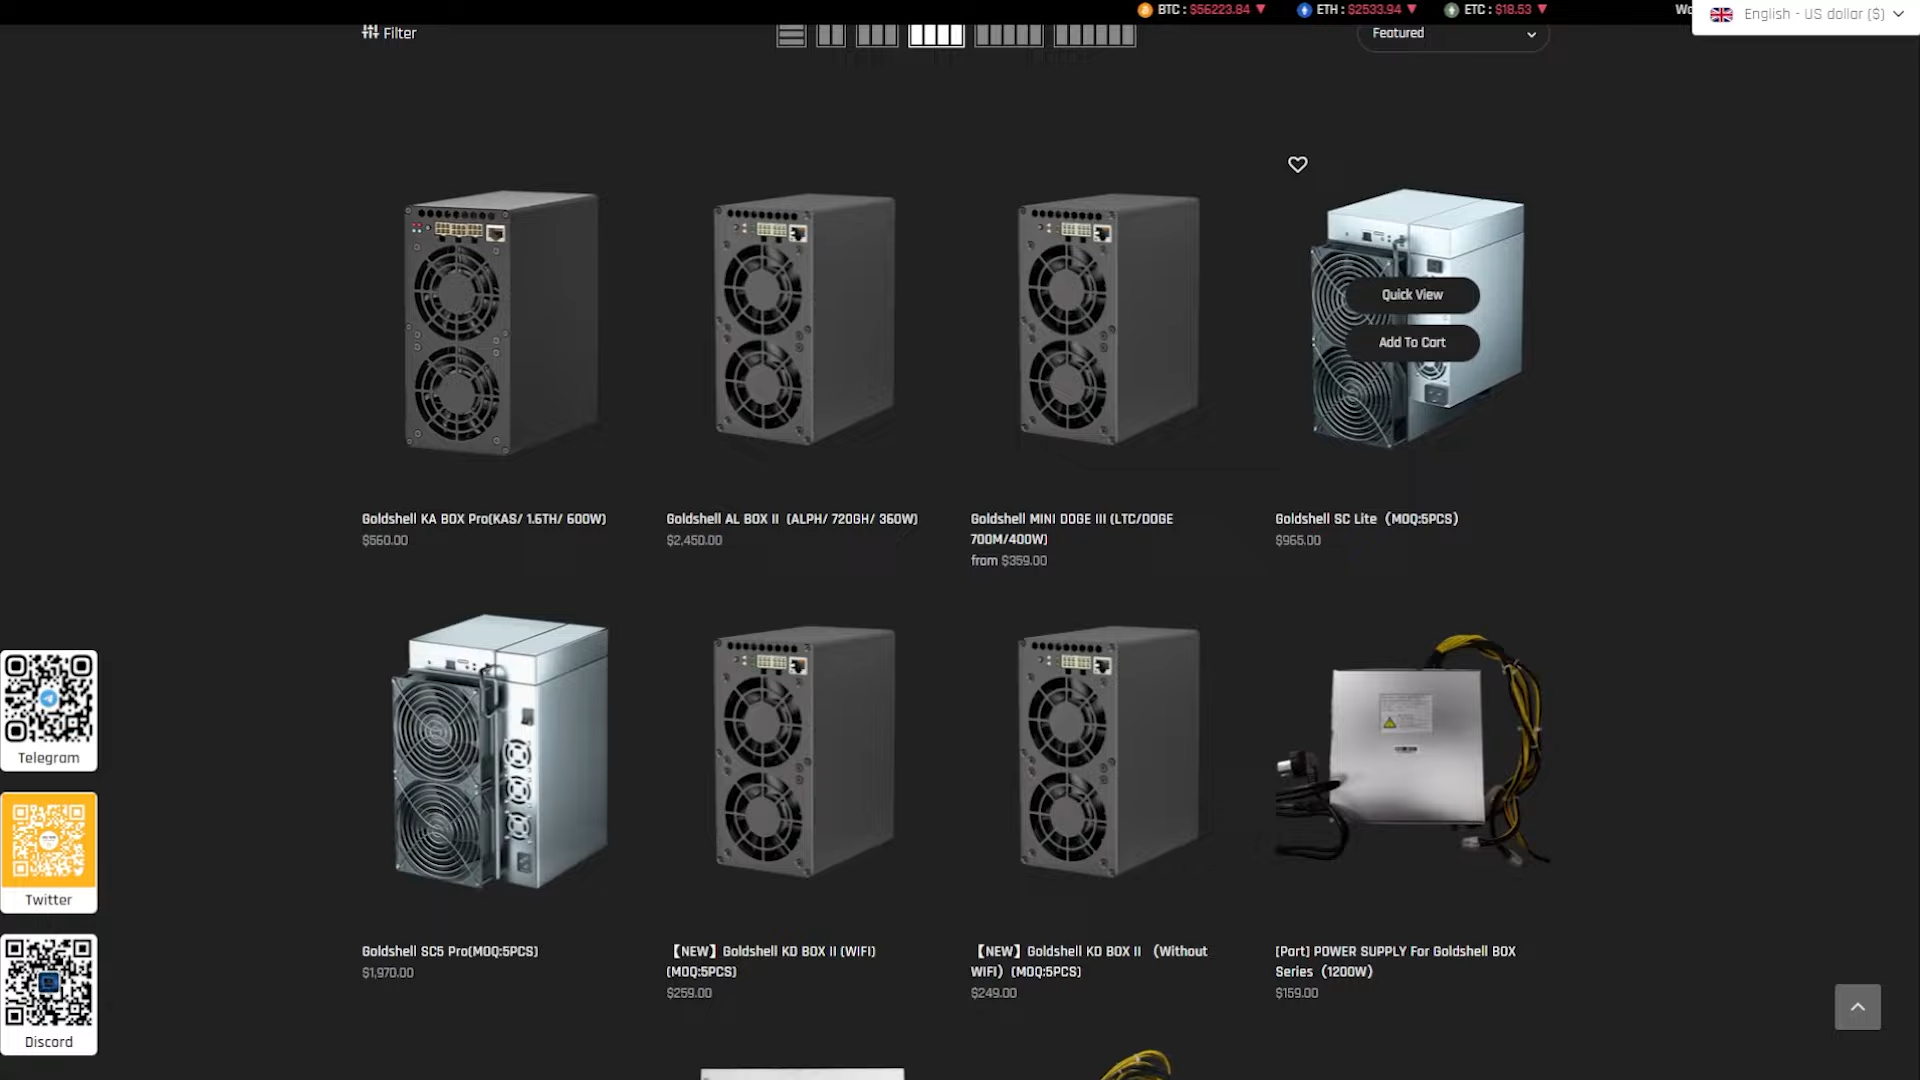 BTC : $56223.84
ETH : $2533.94
ETC : $18.53
English - US dollar ($)
Filter
Featured
Quick View
Add To Cart
Goldshell KA BOX Pro(KAS/ 1.6TH/ 600W)
$560.00
Goldshell AL BOX II (ALPH/ 720GH/ 360W)
$2,450.00
Goldshell MINI DOGE III (LTC/DOGE
700M/400W)
from $359.00
Goldshell SC Lite（MOQ:5PCS)
$965.00
Goldshell SC5 Pro(MOQ:5PCS)
$1,970.00
【NEW】Goldshell KD BOX II (WIFI)
(MOQ:5PCS)
$259.00
【NEW】Goldshell KD BOX II （Without
WIFI）(MOQ:5PCS)
$249.00
[Part] POWER SUPPLY For Goldshell BOX
Series（1200W）
$159.00
Telegram
Twitter
Discord